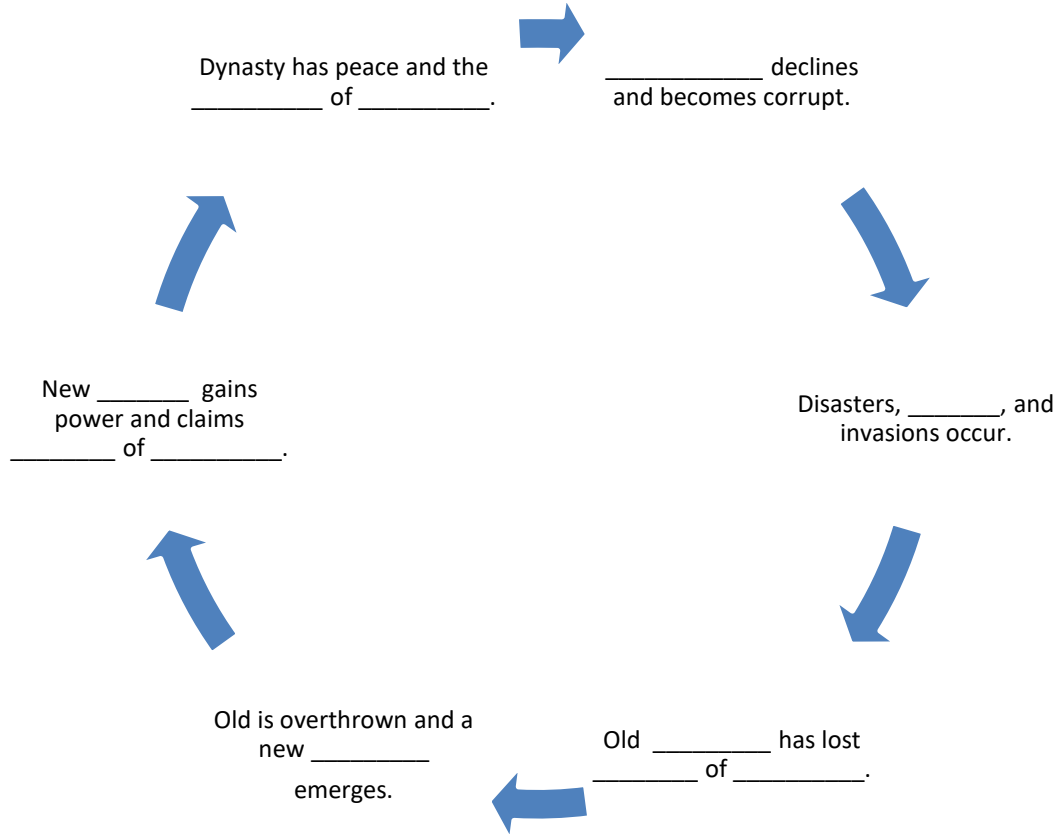 Dynasty has peace and the
__________ of __________.
____________ declines
and becomes corrupt.
Disasters, _______, and
invasions occur.
Old _________ has lost
________ of __________.
Old is overthrown and a
new _________
emerges.
New _______ gains
power and claims
________ of __________.